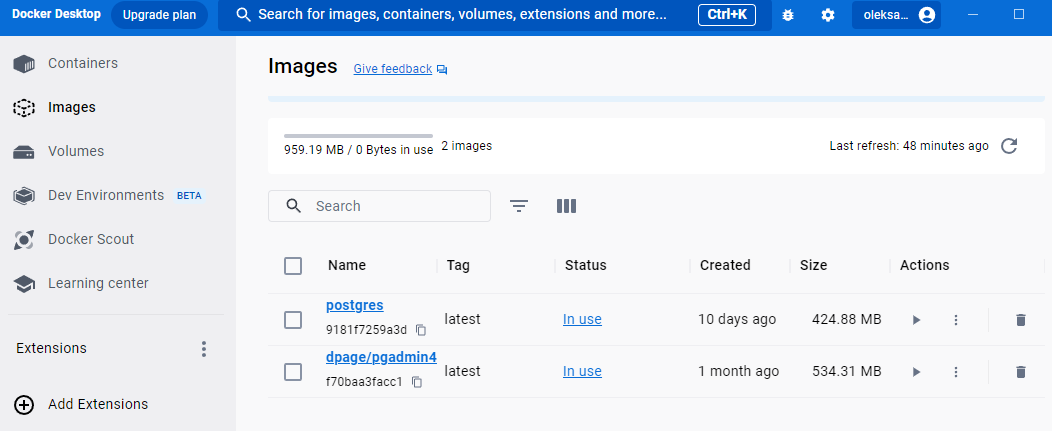 Docker Desktop Upgrade plan Search for images, containers, volumes, extensions and more... Ctrl+K oleksa...
Containers
Images
Volumes
Dev Environments BETA
Docker Scout
Learning center
Extensions
Add Extensions
Images Give feedback
959.19 MB / 0 Bytes in use 2 images Last refresh: 48 minutes ago
Search
Name Tag Status Created Size Actions
postgres
9181f7259a3d latest In use 10 days ago 424.88 MB
dpage/pgadmin4
f70baa3facc1 latest In use 1 month ago 534.31 MB